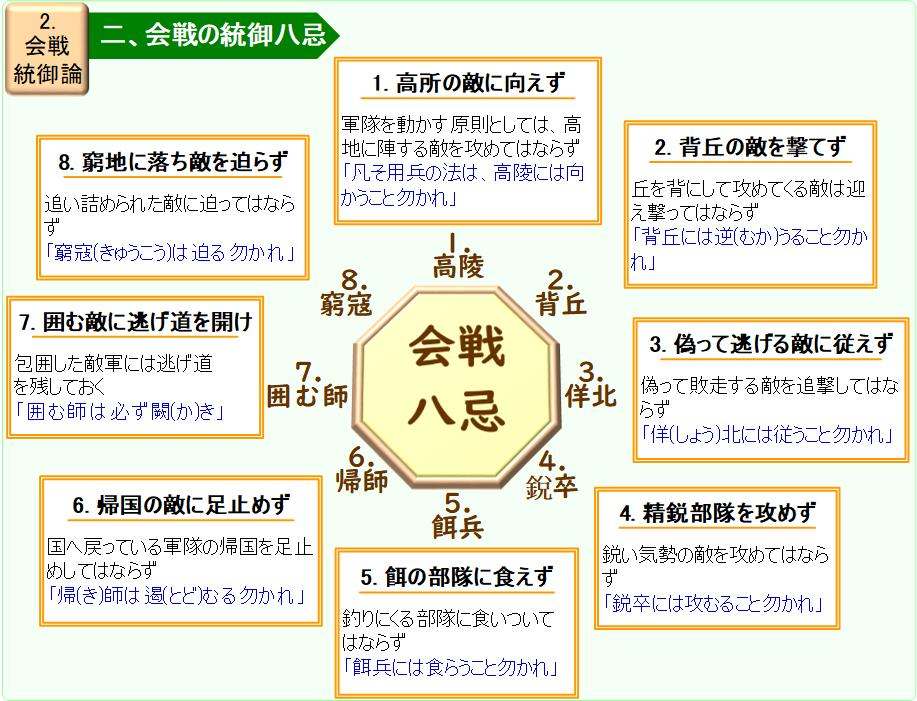 2.
会戦
統御論
二、会戦の統御八忌
1. 高所の敵に向えず
軍隊を動かす原則としては、高
地に陣する敵を攻めてはならず
「凡そ用兵の法は、高陵には向
かうこと勿かれ」
2. 背丘の敵を撃てず
丘を背にして攻めてくる敵は迎
え撃ってはならず
「背丘には逆(むか)うること勿か
れ」
3. 偽って逃げる敵に従えず
偽って敗走する敵を追撃してはな
らず
「佯(しょう)北には従うこと勿かれ」
4. 精鋭部隊を攻めず
鋭い気勢の敵を攻めてはなら
ず
「鋭卒には攻むること勿かれ」
5. 餌の部隊に食えず
釣りにくる部隊に食いついて
はならず
「餌兵には食らうこと勿かれ」
6. 帰国の敵に足止めず
国へ戻っている軍隊の帰国を足止
めしてはならず
「帰(き)師は遏(とど)むる勿かれ」
7. 囲む敵に逃げ道を開け
包囲した敵軍には逃げ道
を残しておく
「囲む師は必ず闕(か)き」
8. 窮地に落ち敵を迫らず
追い詰められた敵に迫ってはなら
ず
「窮寇(きゅうこう)は迫る勿かれ」
1.
高陵
2.
背丘
3.
佯北
4.
鋭卒
5.
餌兵
6.
帰師
7.
囲む師
8.
窮寇
会戦
八忌